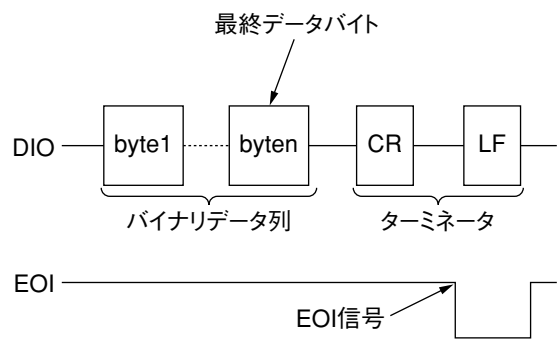 最終データバイト
DIO byte1 byten CR LF
バイナリデータ列 ターミネータ
EOI
EOI信号